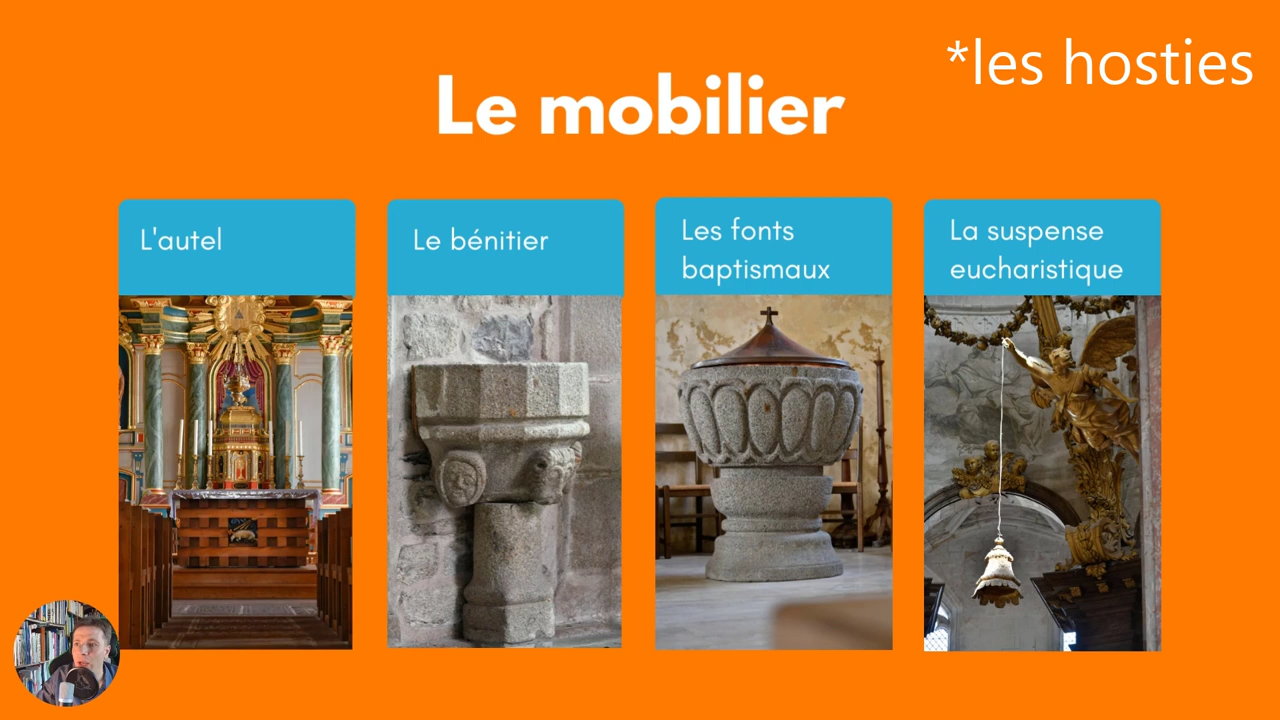 *les hosties
Le mobilier
L'autel
Le bénitier
Les fonts
baptismaux
La suspense
eucharistique